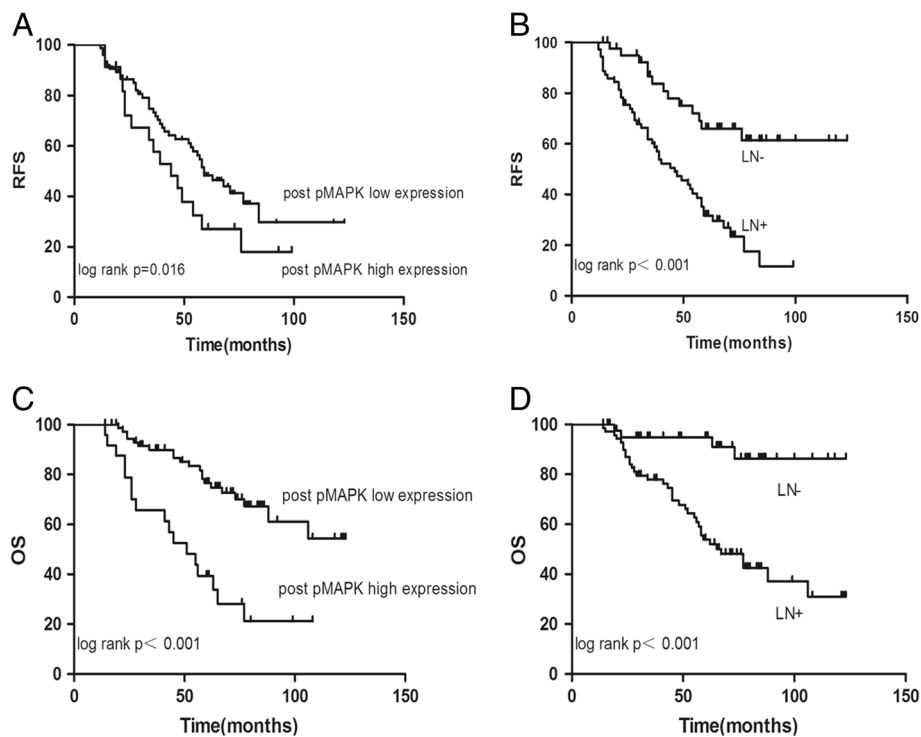 A
100
80
60
40
20
0
RFS
post pMAPK low expression
post pMAPK high expression
log rank p=0.016
0 50 100 150
Time(months)
B
100
80
60
40
20
0
RFS
LN-
LN+
log rank p< 0.001
0 50 100 150
Time(months)
C
100
80
60
40
20
0
OS
post pMAPK low expression
post pMAPK high expression
log rank p< 0.001
0 50 100 150
Time(months)
D
100
80
60
40
20
0
OS
LN-
LN+
log rank p< 0.001
0 50 100 150
Time(months)